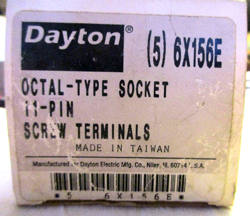 Dayton® (5) 6X156E
OCTAL-TYPE SOCKET
11-PIN
SCREW TERMINALS
MADE IN TAIWAN
Manufactured for Dayton Electric Mfg. Co., Niles, Ill. 60714 U.S.A.
* 5 6X156E*